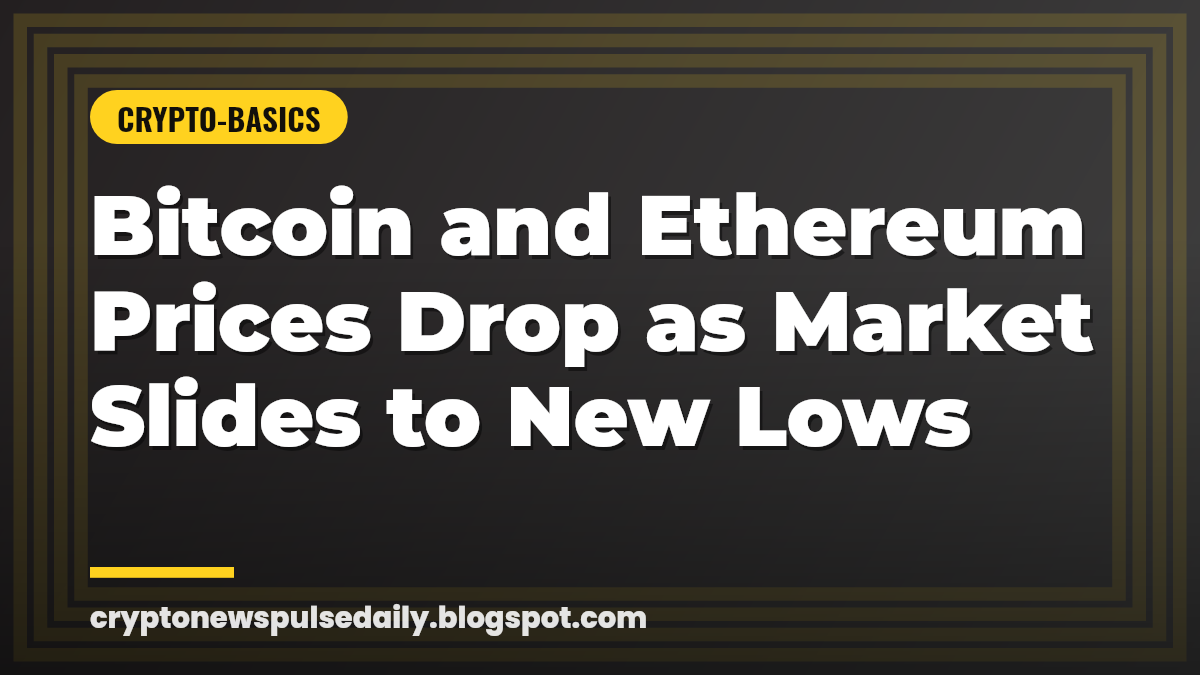 CRYPTO-BASICS
Bitcoin and Ethereum
Prices Drop as Market
Slides to New Lows
cryptonewspulsedaily.blogspot.com